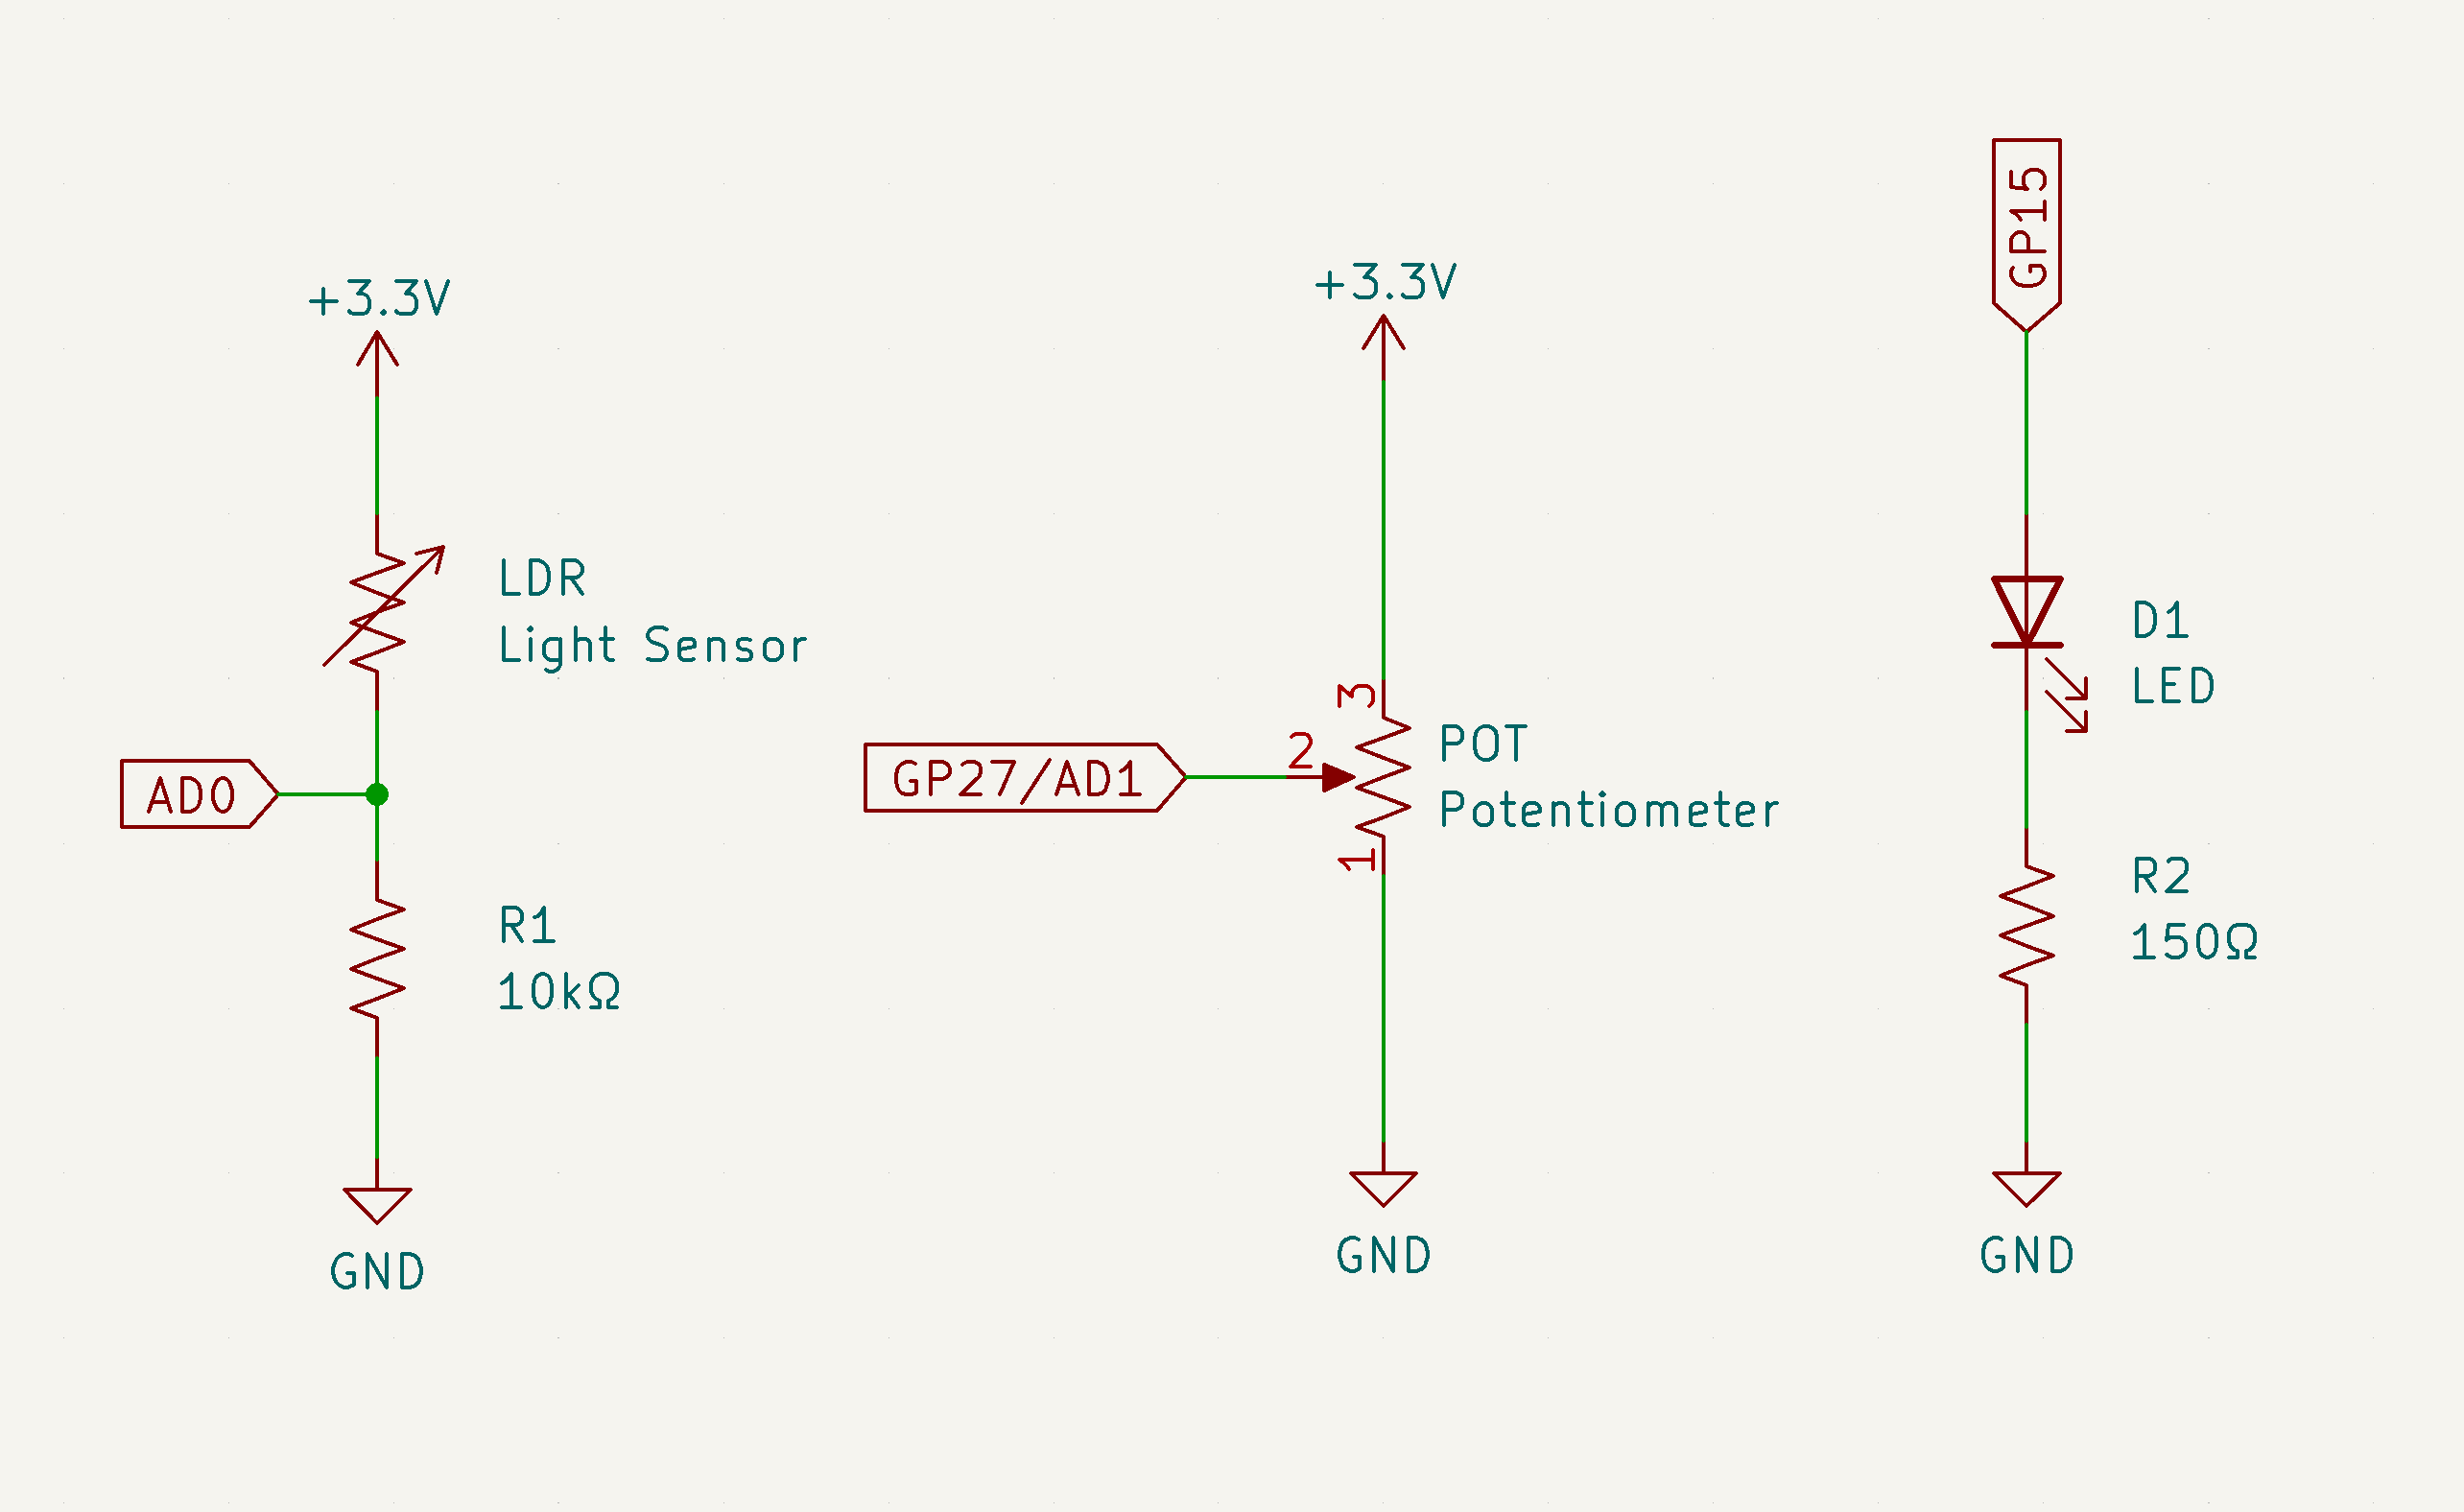 +3.3V
LDR
Light Sensor
AD0
R1
10kΩ
GND
+3.3V
3
GP27/AD1
2
POT
Potentiometer
1
GND
GP15
D1
LED
R2
150Ω
GND